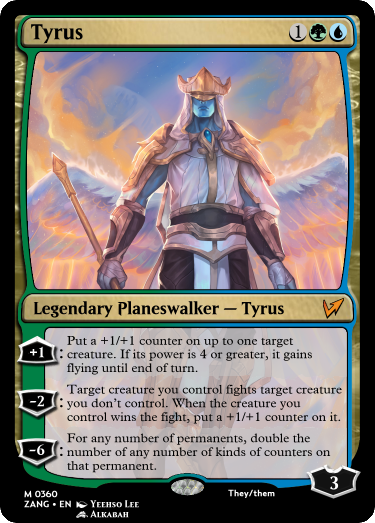 Tyrus
1
Legendary Planeswalker — Tyrus
+1: Put a +1/+1 counter on up to one target
creature. If its power is 4 or greater, it gains
flying until end of turn.
-2: Target creature you control fights target creature
you don't control. When the creature you
control wins the fight, put a +1/+1 counter on it.
-6: For any number of permanents, double the
number of any number of kinds of counters on
that permanent.
3
M 0360
ZANG • EN Yeehso Lee
Alkabah
They/them